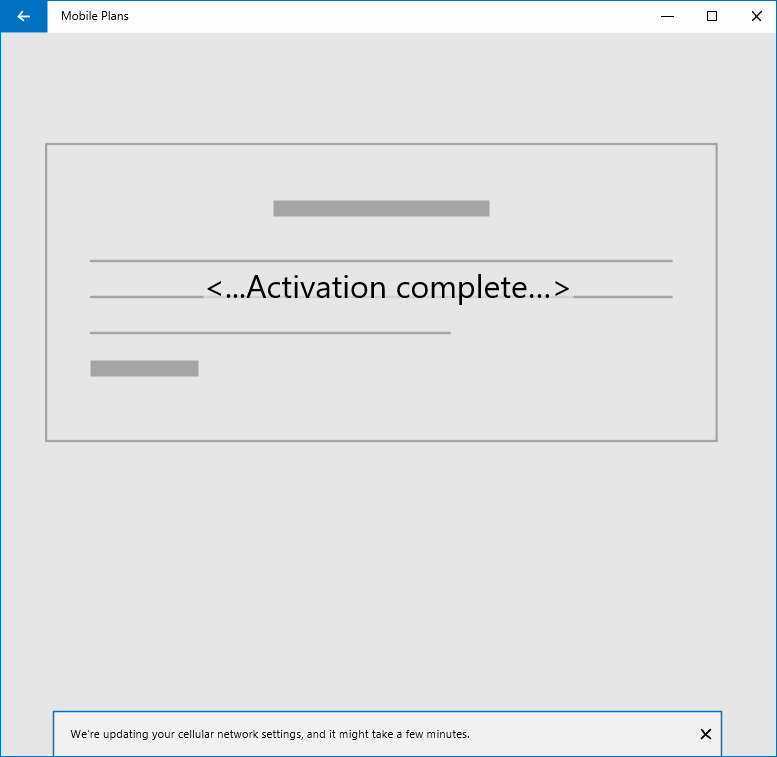 Mobile Plans
<...Activation complete...>
We're updating your cellular network settings, and it might take a few minutes.